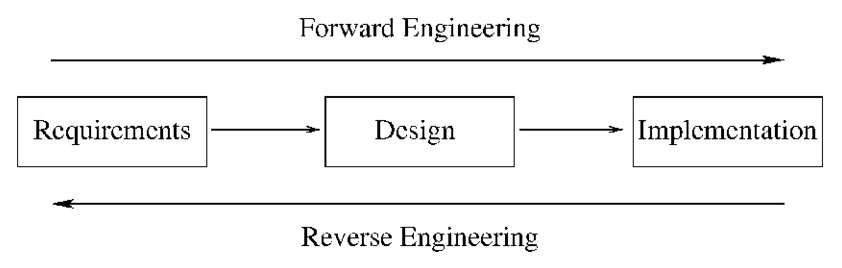 Forward Engineering
Requirements
Design
Implementation
Reverse Engineering